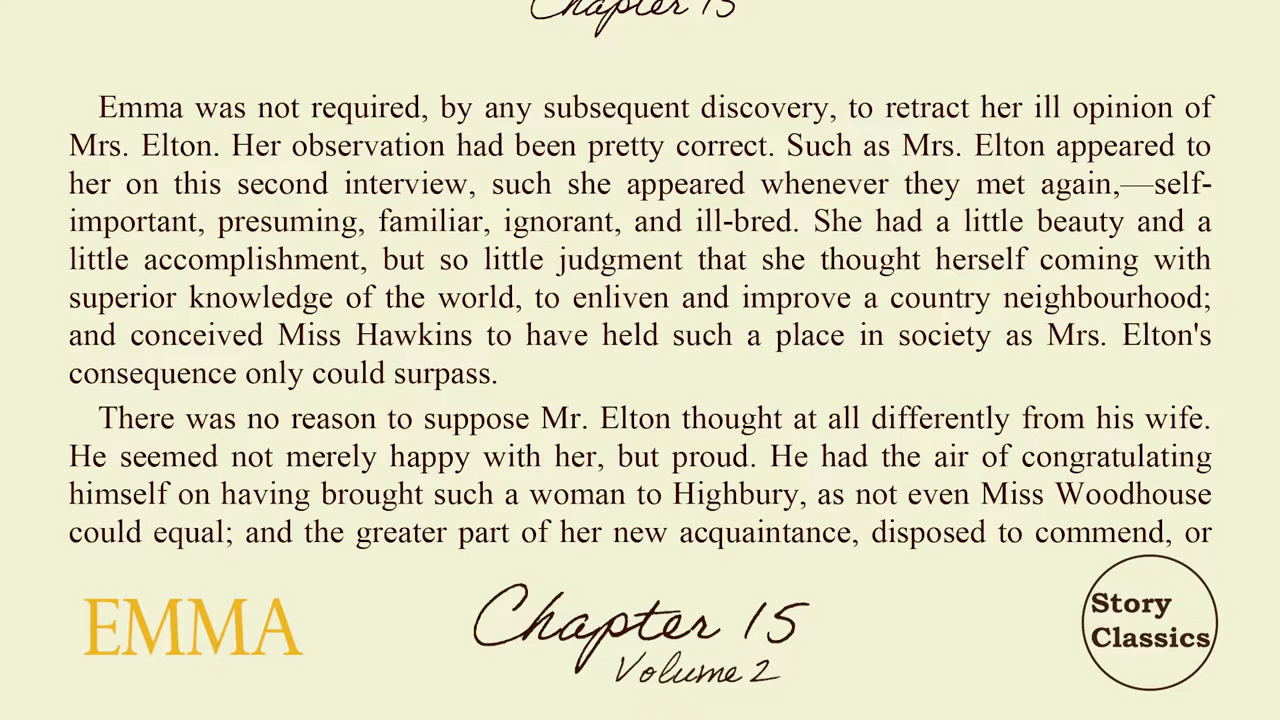 Chapter 15
Emma was not required, by any subsequent discovery, to retract her ill opinion of
Mrs. Elton. Her observation had been pretty correct. Such as Mrs. Elton appeared to
her on this second interview, such she appeared whenever they met again,—self-
important, presuming, familiar, ignorant, and ill-bred. She had a little beauty and a
little accomplishment, but so little judgment that she thought herself coming with
superior knowledge of the world, to enliven and improve a country neighbourhood;
and conceived Miss Hawkins to have held such a place in society as Mrs. Elton's
consequence only could surpass.
There was no reason to suppose Mr. Elton thought at all differently from his wife.
He seemed not merely happy with her, but proud. He had the air of congratulating
himself on having brought such a woman to Highbury, as not even Miss Woodhouse
could equal; and the greater part of her new acquaintance, disposed to commend, or
EMMA
Chapter 15
Volume 2
Story
Classics